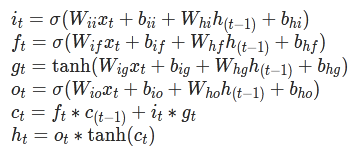 i_t = σ(W_{ii}x_t + b_{ii} + W_{hi}h_{(t−1)} + b_{hi})
f_t = σ(W_{if}x_t + b_{if} + W_{hf}h_{(t−1)} + b_{hf})
g_t = tanh(W_{ig}x_t + b_{ig} + W_{hg}h_{(t−1)} + b_{hg})
o_t = σ(W_{io}x_t + b_{io} + W_{ho}h_{(t−1)} + b_{ho})
c_t = f_t * c_{(t−1)} + i_t * g_t
h_t = o_t * tanh(c_t)